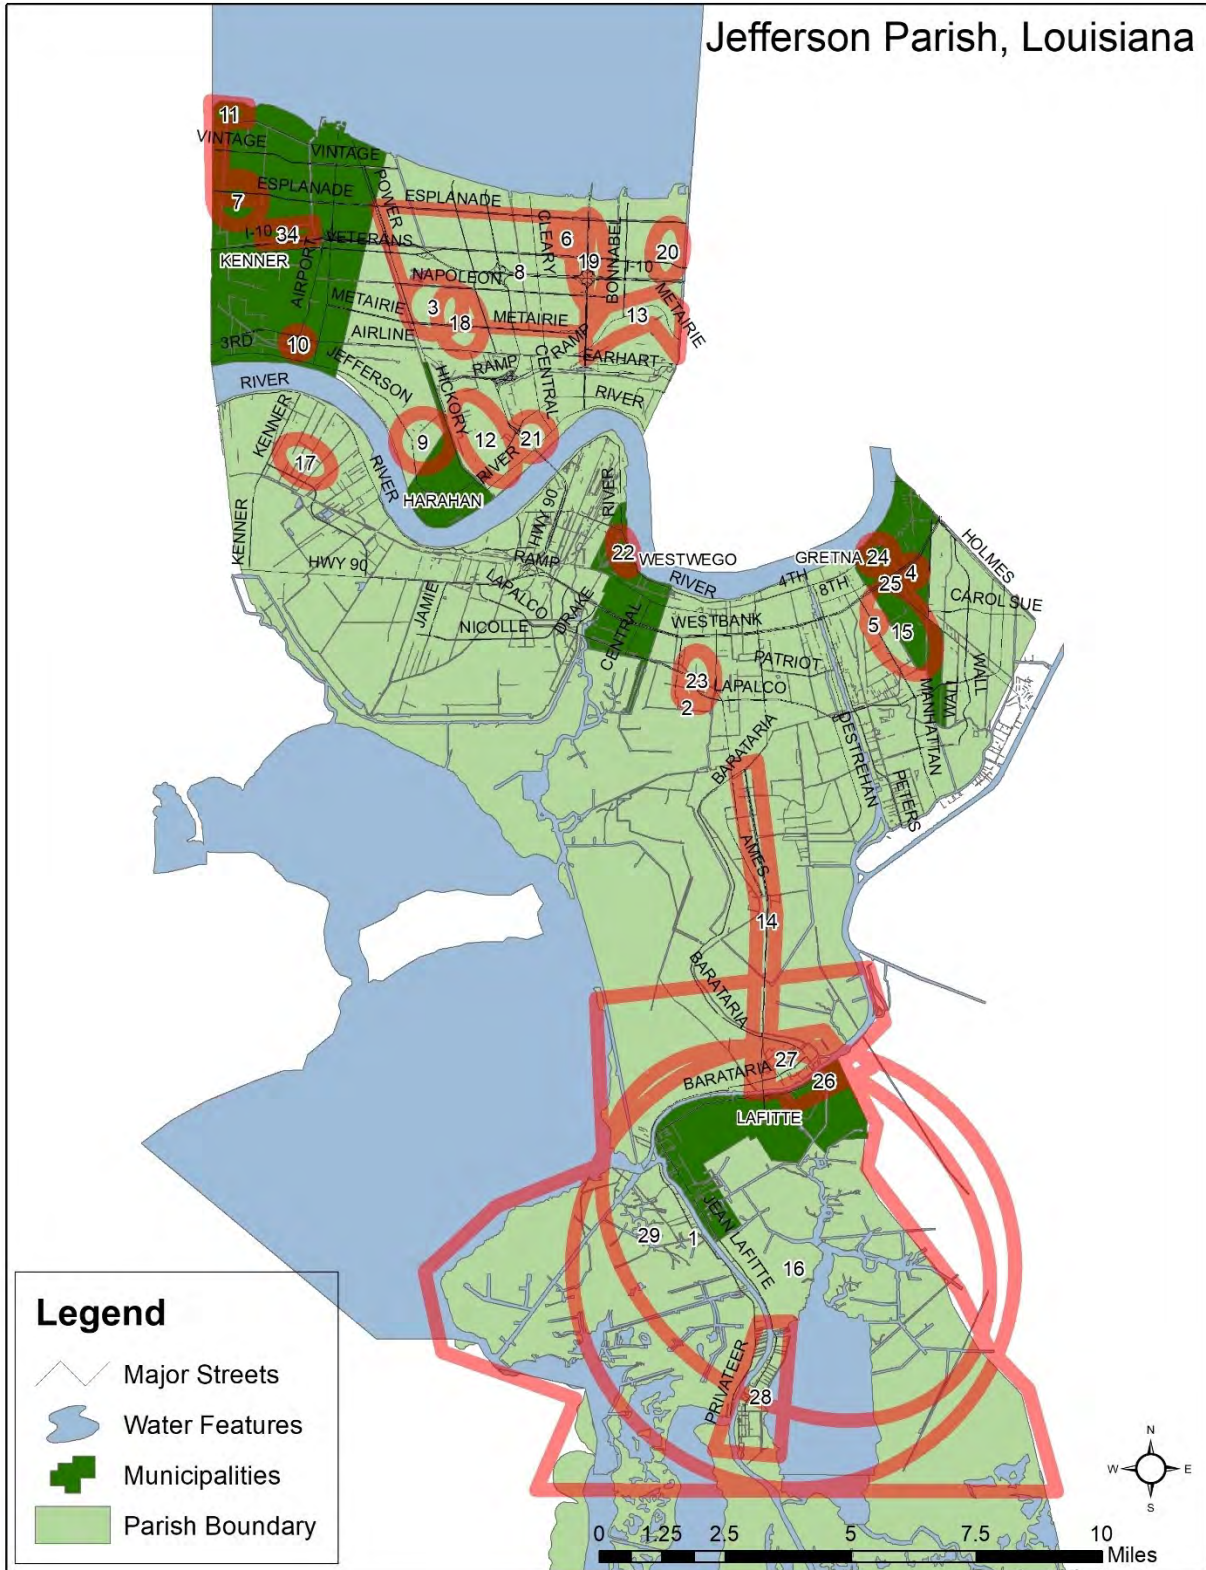 Jefferson Parish, Louisiana
11
VINTAGE
VINTAGE
ESPLANADE
ESPLANADE
POWER
7
CLEARY
6
BONNABEL
20
I-10
34
VETERANS
19
I-10
KENNER
8
AIRPORT
NAPOLEON
METAIRIE
3
METAIRIE
13
METAIRIE
18
3RD
10
AIRLINE
RAMP
EARHART
JEFFERSON
RAMP
CENTRAL
HICKORY
RIVER
RIVER
KENNER
9
12
21
17
RIVER
RIVER
HARAHAN
HWY 90
RIVER
KENNER
HWY 90
RAMP
22
WESTWEGO
GRETNA
24
4
HOLMES
RIVER
4TH
8TH
25
CAROL SUE
JAMIE
LAPALCO
DRAKE
NICOLLE
CENTRAL
WESTBANK
5
15
PATRIOT
WALL
23
LAPALCO
2
MANHATTAN
WALL
DESTREHAN
BARATARIA
PETERS
AMES
14
BARATARIA
27
BARATARIA
26
LAFITTE
JEAN LAFITTE
29
1
16
PRIVATEER
28
Legend
Major Streets
Water Features
Municipalities
Parish Boundary
N
W
E
S
0 1.25 2.5 5 7.5 10
Miles